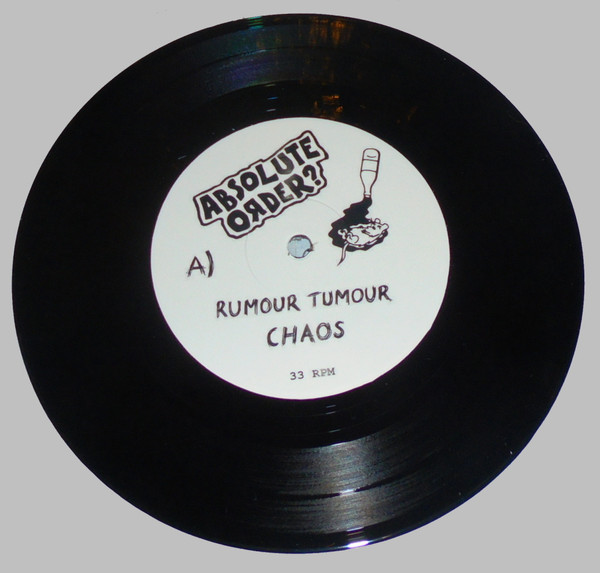 ABSOLUTE
ORDER?
A)
RUMOUR TUMOUR
CHAOS
33 RPM